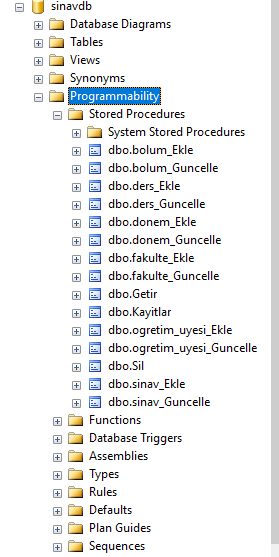 sinavdb
Database Diagrams
Tables
Views
Synonyms
Programmability
Stored Procedures
System Stored Procedures
dbo.bolum_Ekle
dbo.bolum_Guncelle
dbo.ders_Ekle
dbo.ders_Guncelle
dbo.donem_Ekle
dbo.donem_Guncelle
dbo.fakulte_Ekle
dbo.fakulte_Guncelle
dbo.Getir
dbo.Kayitlar
dbo.ogretim_uyesi_Ekle
dbo.ogretim_uyesi_Guncelle
dbo.Sil
dbo.sinav_Ekle
dbo.sinav_Guncelle
Functions
Database Triggers
Assemblies
Types
Rules
Defaults
Plan Guides
Sequences